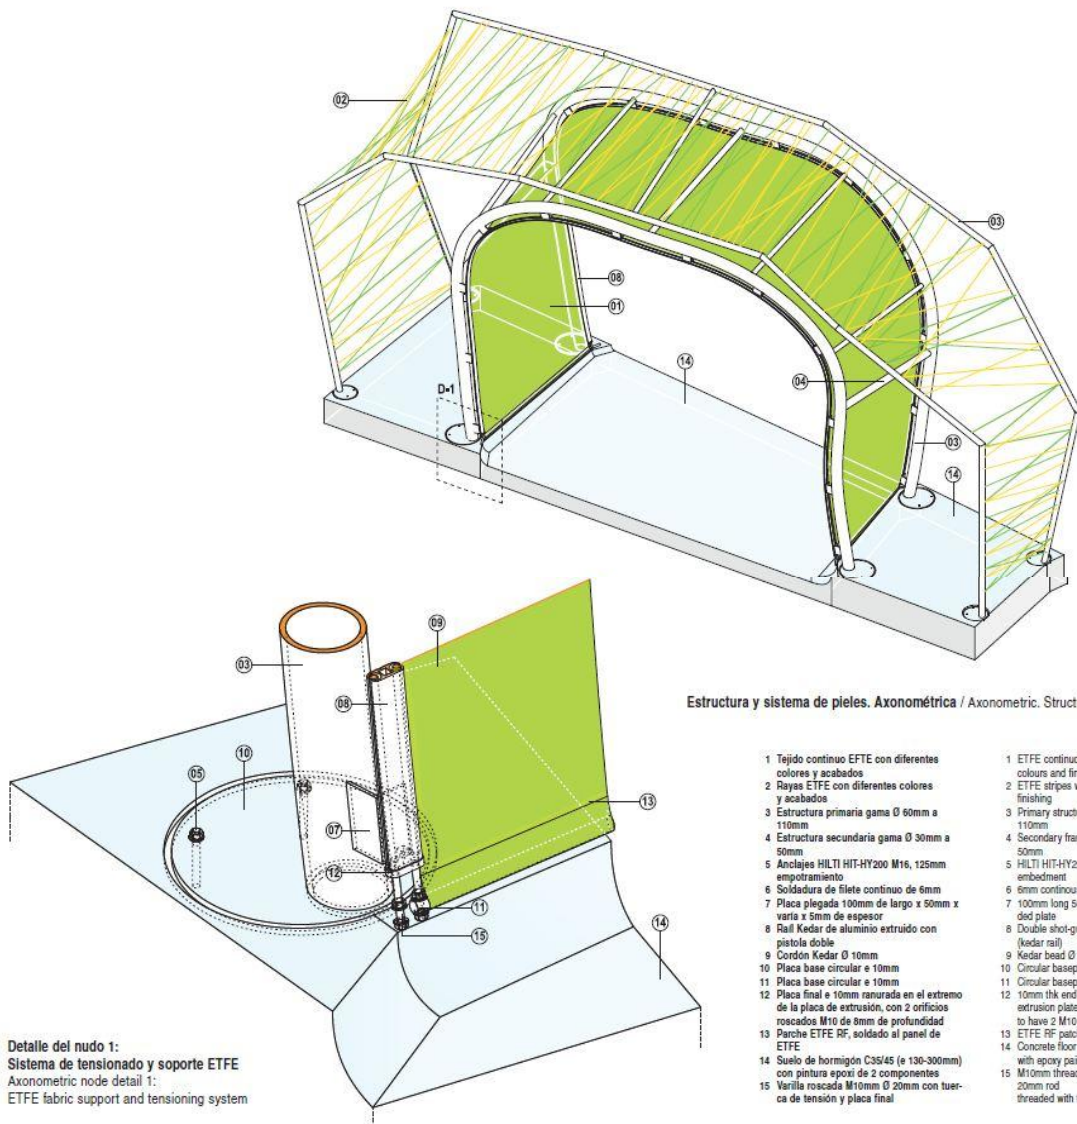 02
03
08
01
14
04
D-1
03
14
09
03
08
10
05
07
13
12
11
15
14
Estructura y sistema de pieles. Axonométrica / Axonometric. Struct
1 Tejido continuo EFTE con diferentes
colores y acabados
2 Rayas ETFE con diferentes colores
y acabados
3 Estructura primaria gama Ø 60mm a
110mm
4 Estructura secundaria gama Ø 30mm a
50mm
5 Anclajes HILTI HIT-HY200 M16, 125mm
empotramiento
6 Soldadura de filete continuo de 6mm
7 Placa plegada 100mm de largo x 50mm x
varía x 5mm de espesor
8 Raíl Kedar de aluminio extruido con
pistola doble
9 Cordón Kedar Ø 10mm
10 Placa base circular e 10mm
11 Placa base circular e 10mm
12 Placa final e 10mm ranurada en el extremo
de la placa de extrusión, con 2 orificios
roscados M10 de 8mm de profundidad
13 Parche ETFE RF, soldado al panel de
ETFE
14 Suelo de hormigón C35/45 (e 130-300mm)
con pintura epoxi de 2 componentes
15 Varilla roscada M10mm Ø 20mm con tuer-
ca de tensión y placa final
1 ETFE continuo
colours and fin
2 ETFE stripes w
finishing
3 Primary struct
110mm
4 Secondary fra
50mm
5 HILTI HIT-HY2
embedment
6 6mm continou
7 100mm long 5
ded plate
8 Double shot-g
(kedar rail)
9 Kedar bead Ø
10 Circular basep
11 Circular basep
12 10mm thk end
extrusion plate
to have 2 M10
13 ETFE RF patc
14 Concrete floor
with epoxy pai
15 M10mm thread
20mm rod
threaded with
Detalle del nudo 1:
Sistema de tensionado y soporte ETFE
Axonometric node detail 1:
ETFE fabric support and tensioning system